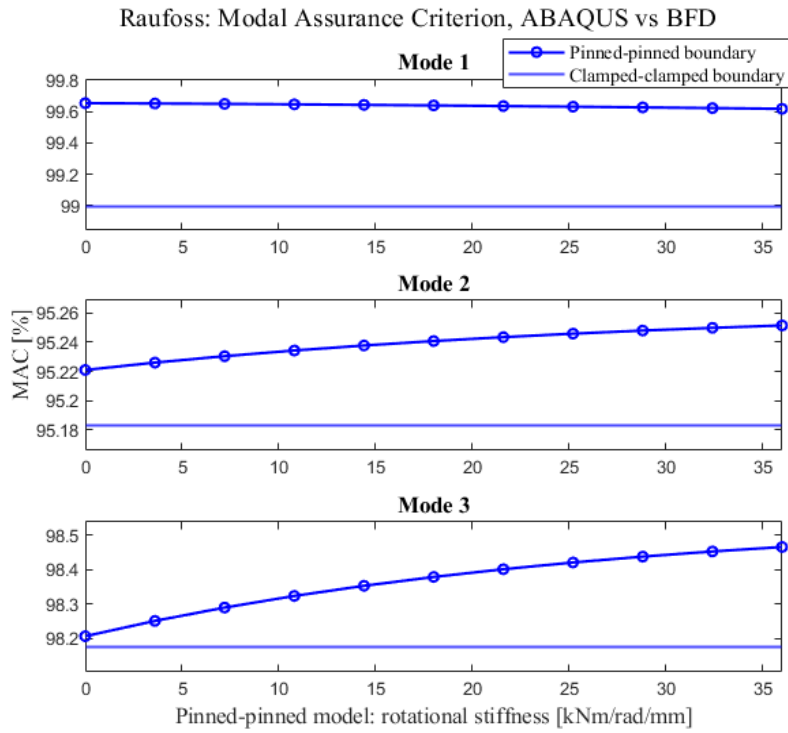 Raufoss: Modal Assurance Criterion, ABAQUS vs BFD
Mode 1
Pinned-pinned boundary
Clamped-clamped boundary
99.8
99.6
99.4
99.2
99
0 5 10 15 20 25 30 35
Mode 2
MAC [%]
95.26
95.24
95.22
95.2
95.18
0 5 10 15 20 25 30 35
Mode 3
98.5
98.4
98.3
98.2
0 5 10 15 20 25 30 35
Pinned-pinned model: rotational stiffness [kNm/rad/mm]